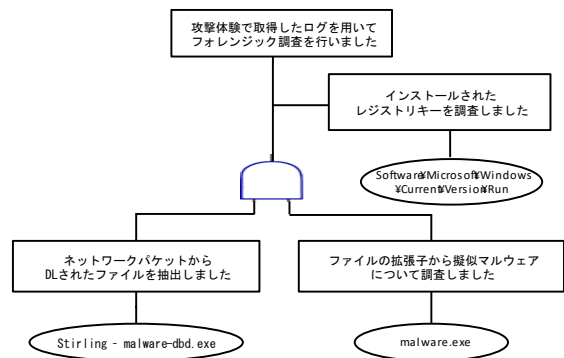 攻撃体験で取得したログを用いて
フォレンジック調査を行いました
インストールされた
レジストリキーを調査しました
Software¥Microsoft¥Windows
¥Current¥Version¥Run
ネットワークパケットから
DLされたファイルを抽出しました
ファイルの拡張子から擬似マルウェア
について調査しました
Stirling - malware-dbd.exe
malware.exe